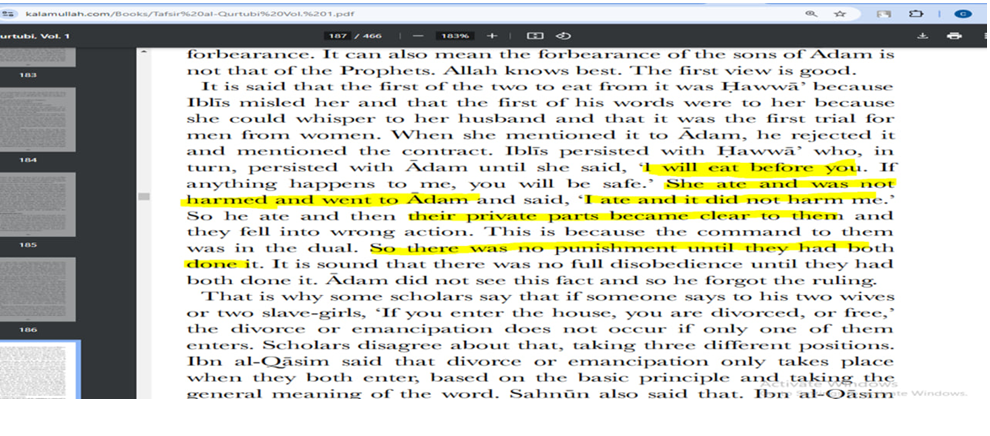 kalamullah.com/Books/Tafsir%20al-Qurtubi%20Vol.%201.pdf
urtubi, Vol. 1
187 / 466
183%
183
184
185
186
forbearance. It can also mean the forbearance of the sons of Adam is
not that of the Prophets. Allah knows best. The first view is good.
It is said that the first of the two to eat from it was Ḥawwā’ because
Iblīs misled her and that the first of his words were to her because
she could whisper to her husband and that it was the first trial for
men from women. When she mentioned it to Ādam, he rejected it
and mentioned the contract. Iblīs persisted with Ḥawwā’ who, in
turn, persisted with Ādam until she said, ‘I will eat before you. If
anything happens to me, you will be safe.’ She ate and was not
harmed and went to Ādam and said, ‘I ate and it did not harm me.’
So he ate and then their private parts became clear to them and
they fell into wrong action. This is because the command to them
was in the dual. So there was no punishment until they had both
done it. It is sound that there was no full disobedience until they had
both done it. Ādam did not see this fact and so he forgot the ruling.
That is why some scholars say that if someone says to his two wives
or two slave-girls, ‘If you enter the house, you are divorced, or free,’
the divorce or emancipation does not occur if only one of them
enters. Scholars disagree about that, taking three different positions.
Ibn al-Qāsim said that divorce or emancipation only takes place
when they both enter, based on the basic principle and taking the
general meaning of the word. Saḥnūn also said that. Ibn al-Qāsim
Activate Windows
te Windows.